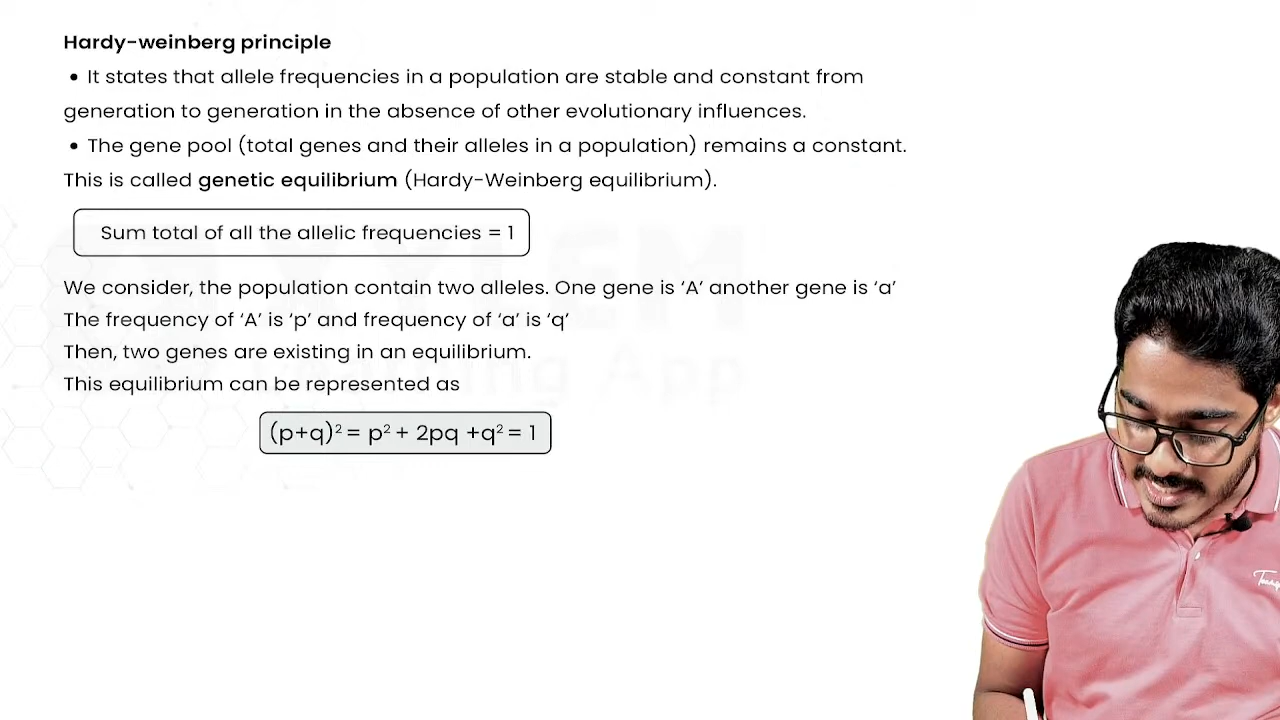 Hardy-weinberg principle
• It states that allele frequencies in a population are stable and constant from
generation to generation in the absence of other evolutionary influences.
• The gene pool (total genes and their alleles in a population) remains a constant.
This is called genetic equilibrium (Hardy-Weinberg equilibrium).
Sum total of all the allelic frequencies = 1
We consider, the population contain two alleles. One gene is ‘A’ another gene is ‘a’
The frequency of ‘A’ is ‘p’ and frequency of ‘a’ is ‘q’
Then, two genes are existing in an equilibrium.
This equilibrium can be represented as
(p+q)² = p² + 2pq +q² = 1
Learning App